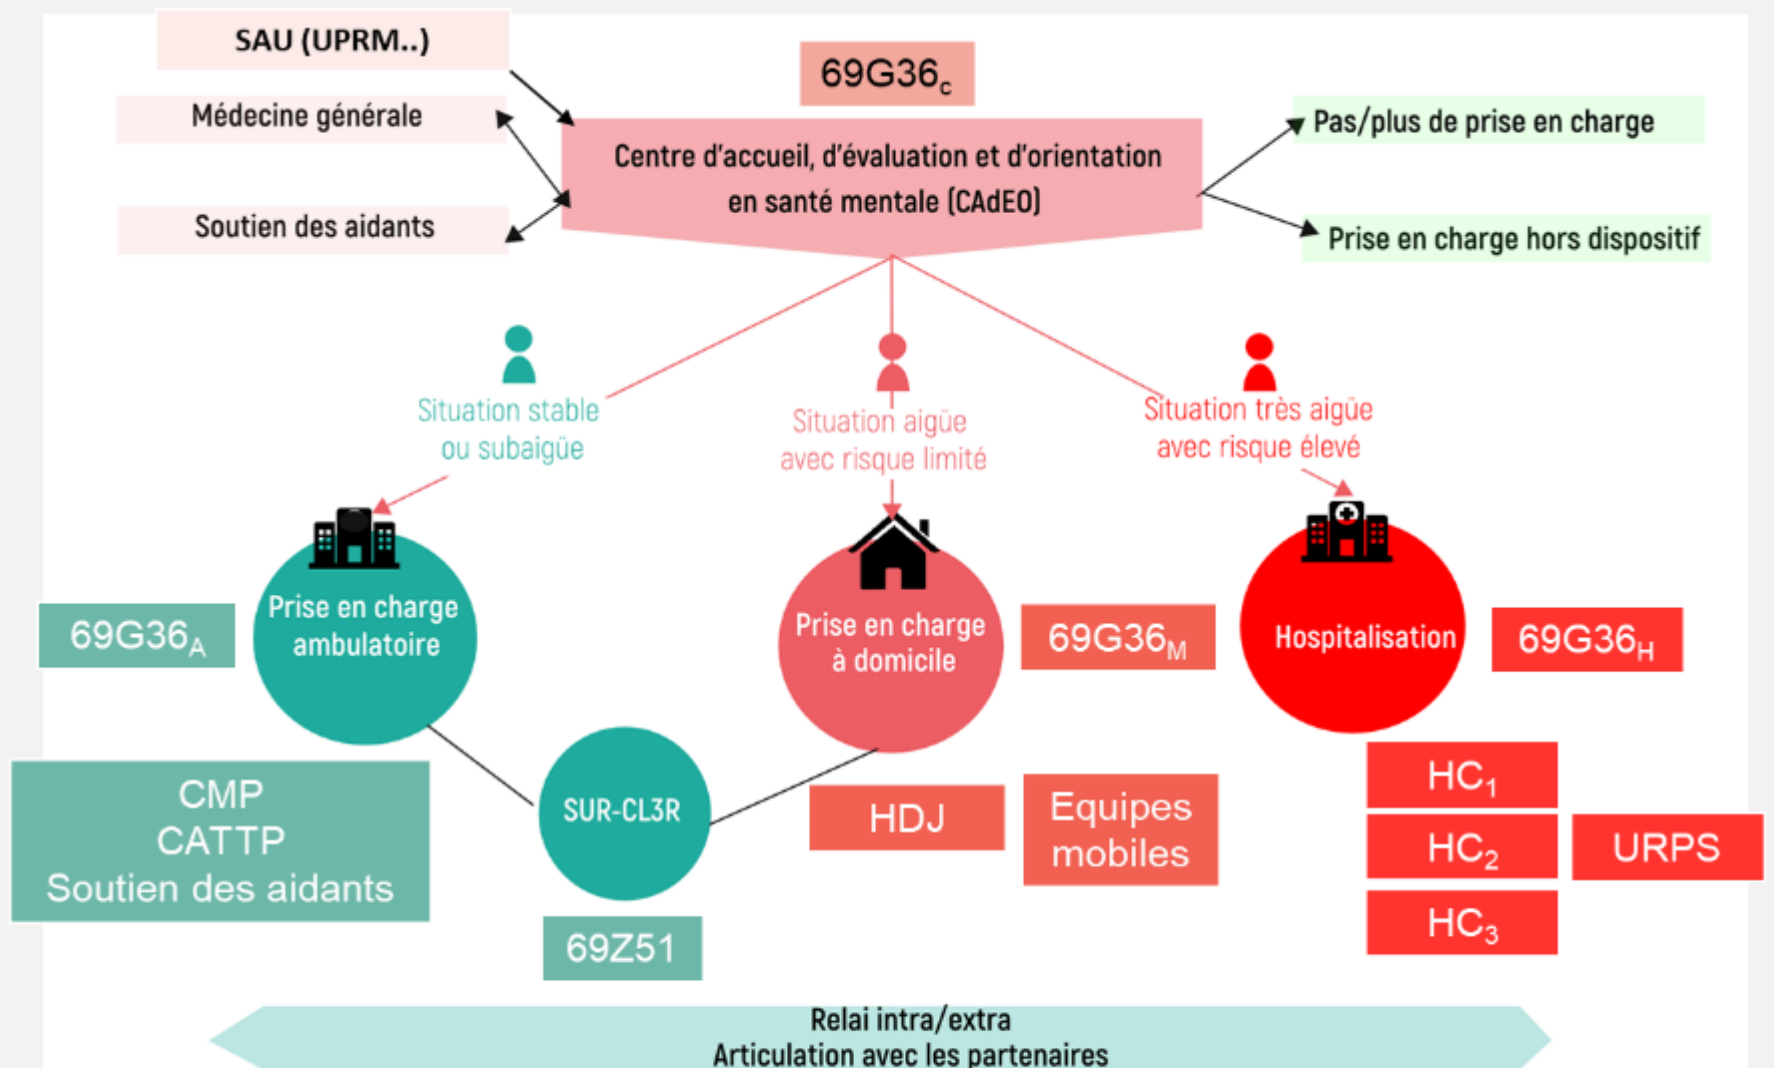 SAU (UPRM..)
69G36c
Médecine générale
Pas/plus de prise en charge
Centre d'accueil, d'évaluation et d'orientation
en santé mentale (CAdEO)
Soutien des aidants
Prise en charge hors dispositif
Situation stable
ou subaigüe
Situation aigüe
avec risque limité
Situation très aigüe
avec risque élevé
69G36A
Prise en charge
ambulatoire
Prise en charge
à domicile
69G36M
Hospitalisation
69G36H
CMP
CATTP
Soutien des aidants
SUR-CL3R
69Z51
HDJ
Equipes
mobiles
HC1
HC2
HC3
URPS
Relai intra/extra
Articulation avec les partenaires